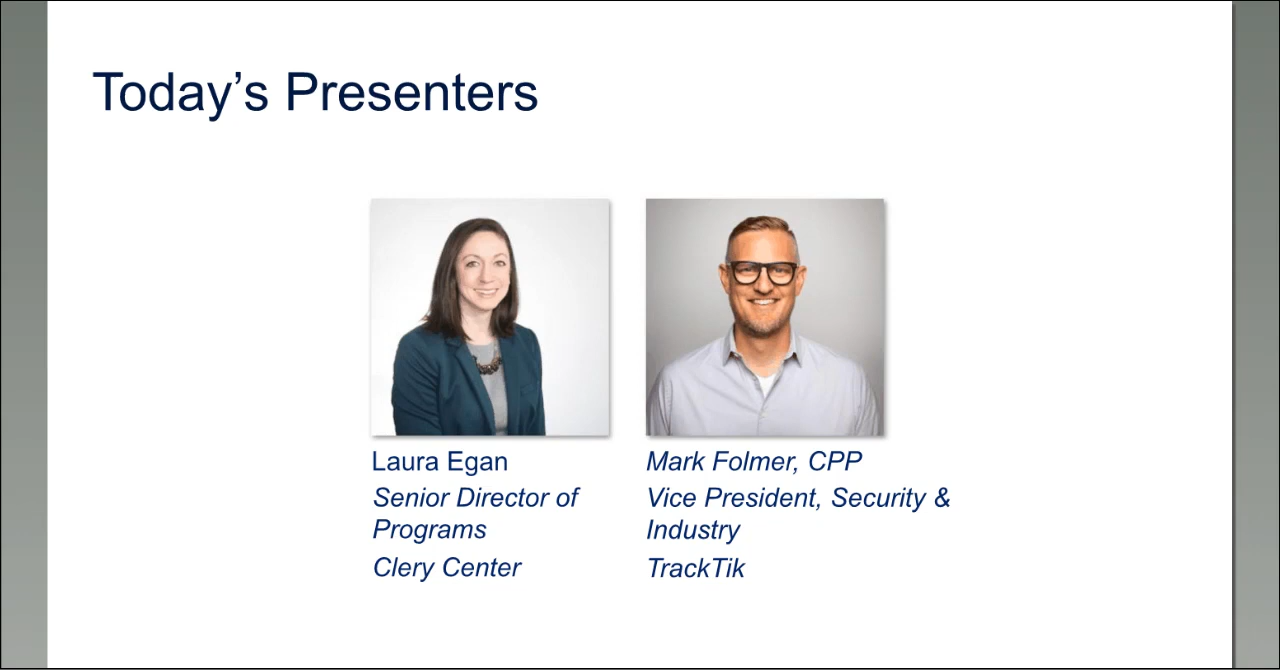 Today’s Presenters
Laura Egan
Senior Director of
Programs
Clery Center
Mark Folmer, CPP
Vice President, Security &
Industry
TrackTik